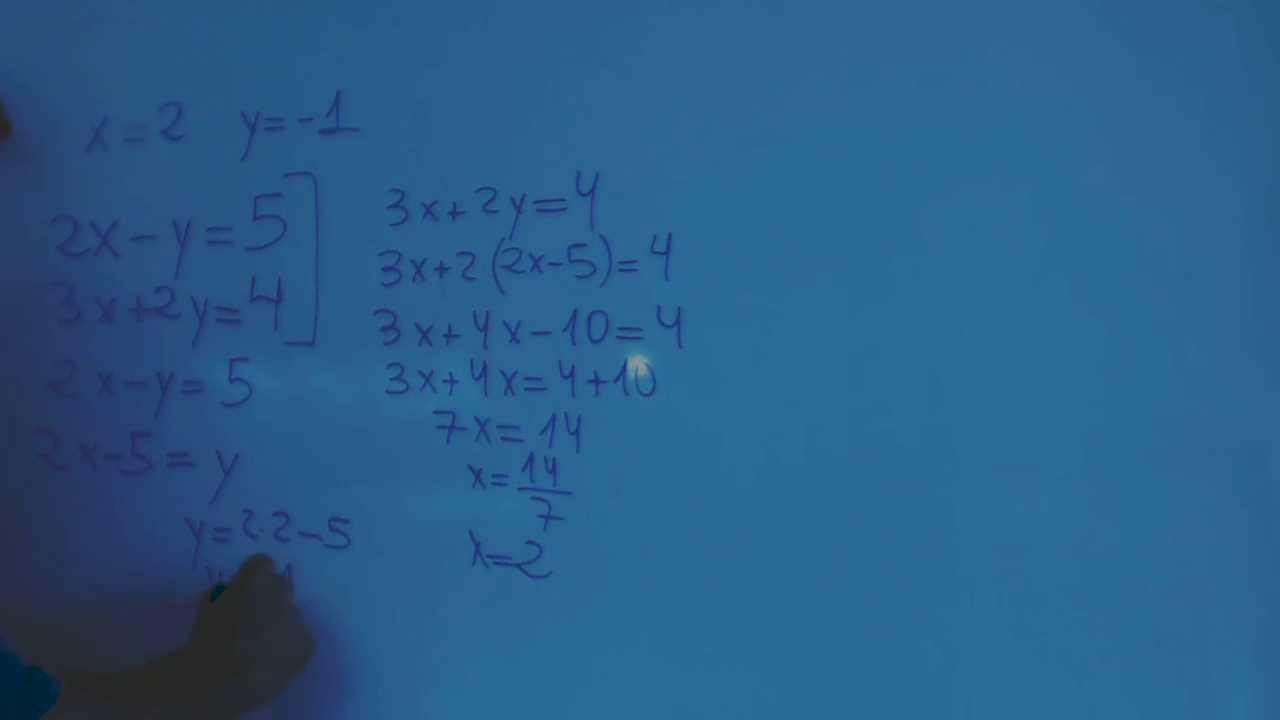 x=2 y=-1
2x-y=5
3x+2y=4
2x-y=5
2x-5=y
y=2·2-5
3x+2y=4
3x+2(2x-5)=4
3x+4x-10=4
3x+4x=4+10
7x=14
x=14/7
x=2